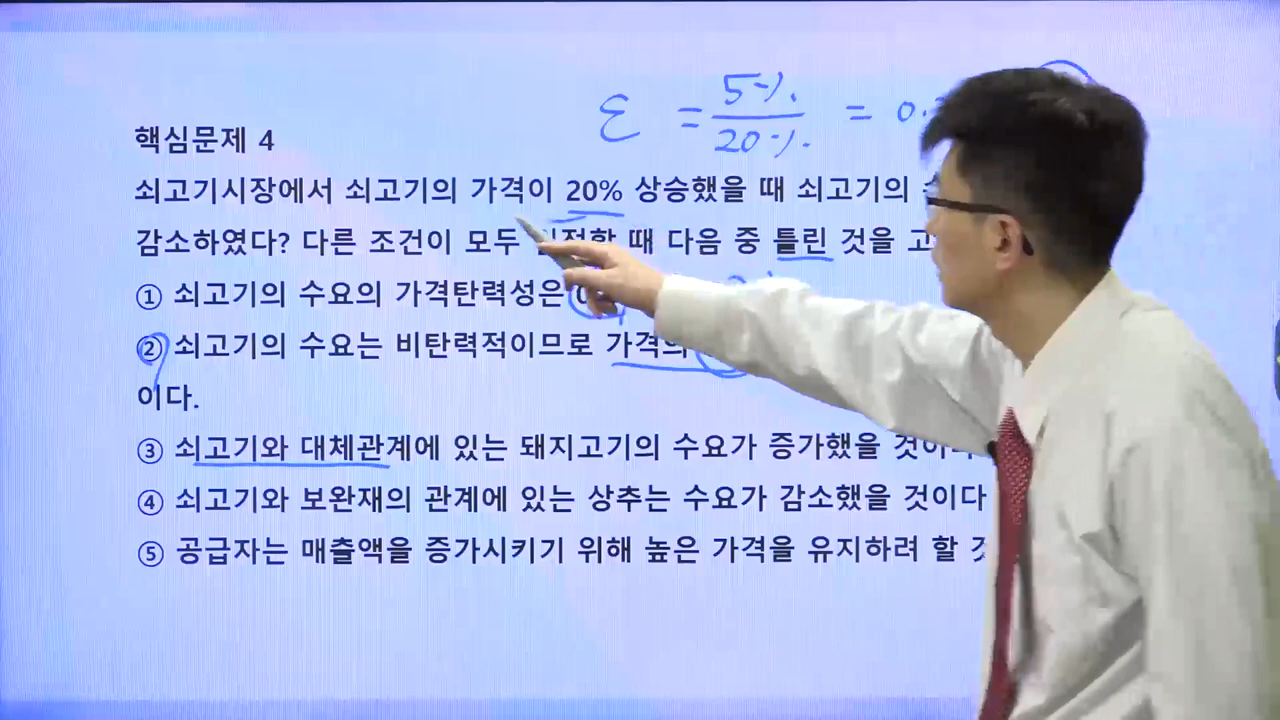 ε = 5% / 20% = 0.
핵심문제 4
쇠고기시장에서 쇠고기의 가격이 20% 상승했을 때 쇠고기의
감소하였다? 다른 조건이 모두 때 다음 중 틀린 것을
① 쇠고기의 수요의 가격탄력성은
② 쇠고기의 수요는 비탄력적이므로 가격의
이다.
③ 쇠고기와 대체관계에 있는 돼지고기의 수요가 증가했을
④ 쇠고기와 보완재의 관계에 있는 상추는 수요가 감소했을 것이다
⑤ 공급자는 매출액을 증가시키기 위해 높은 가격을 유지하려 할